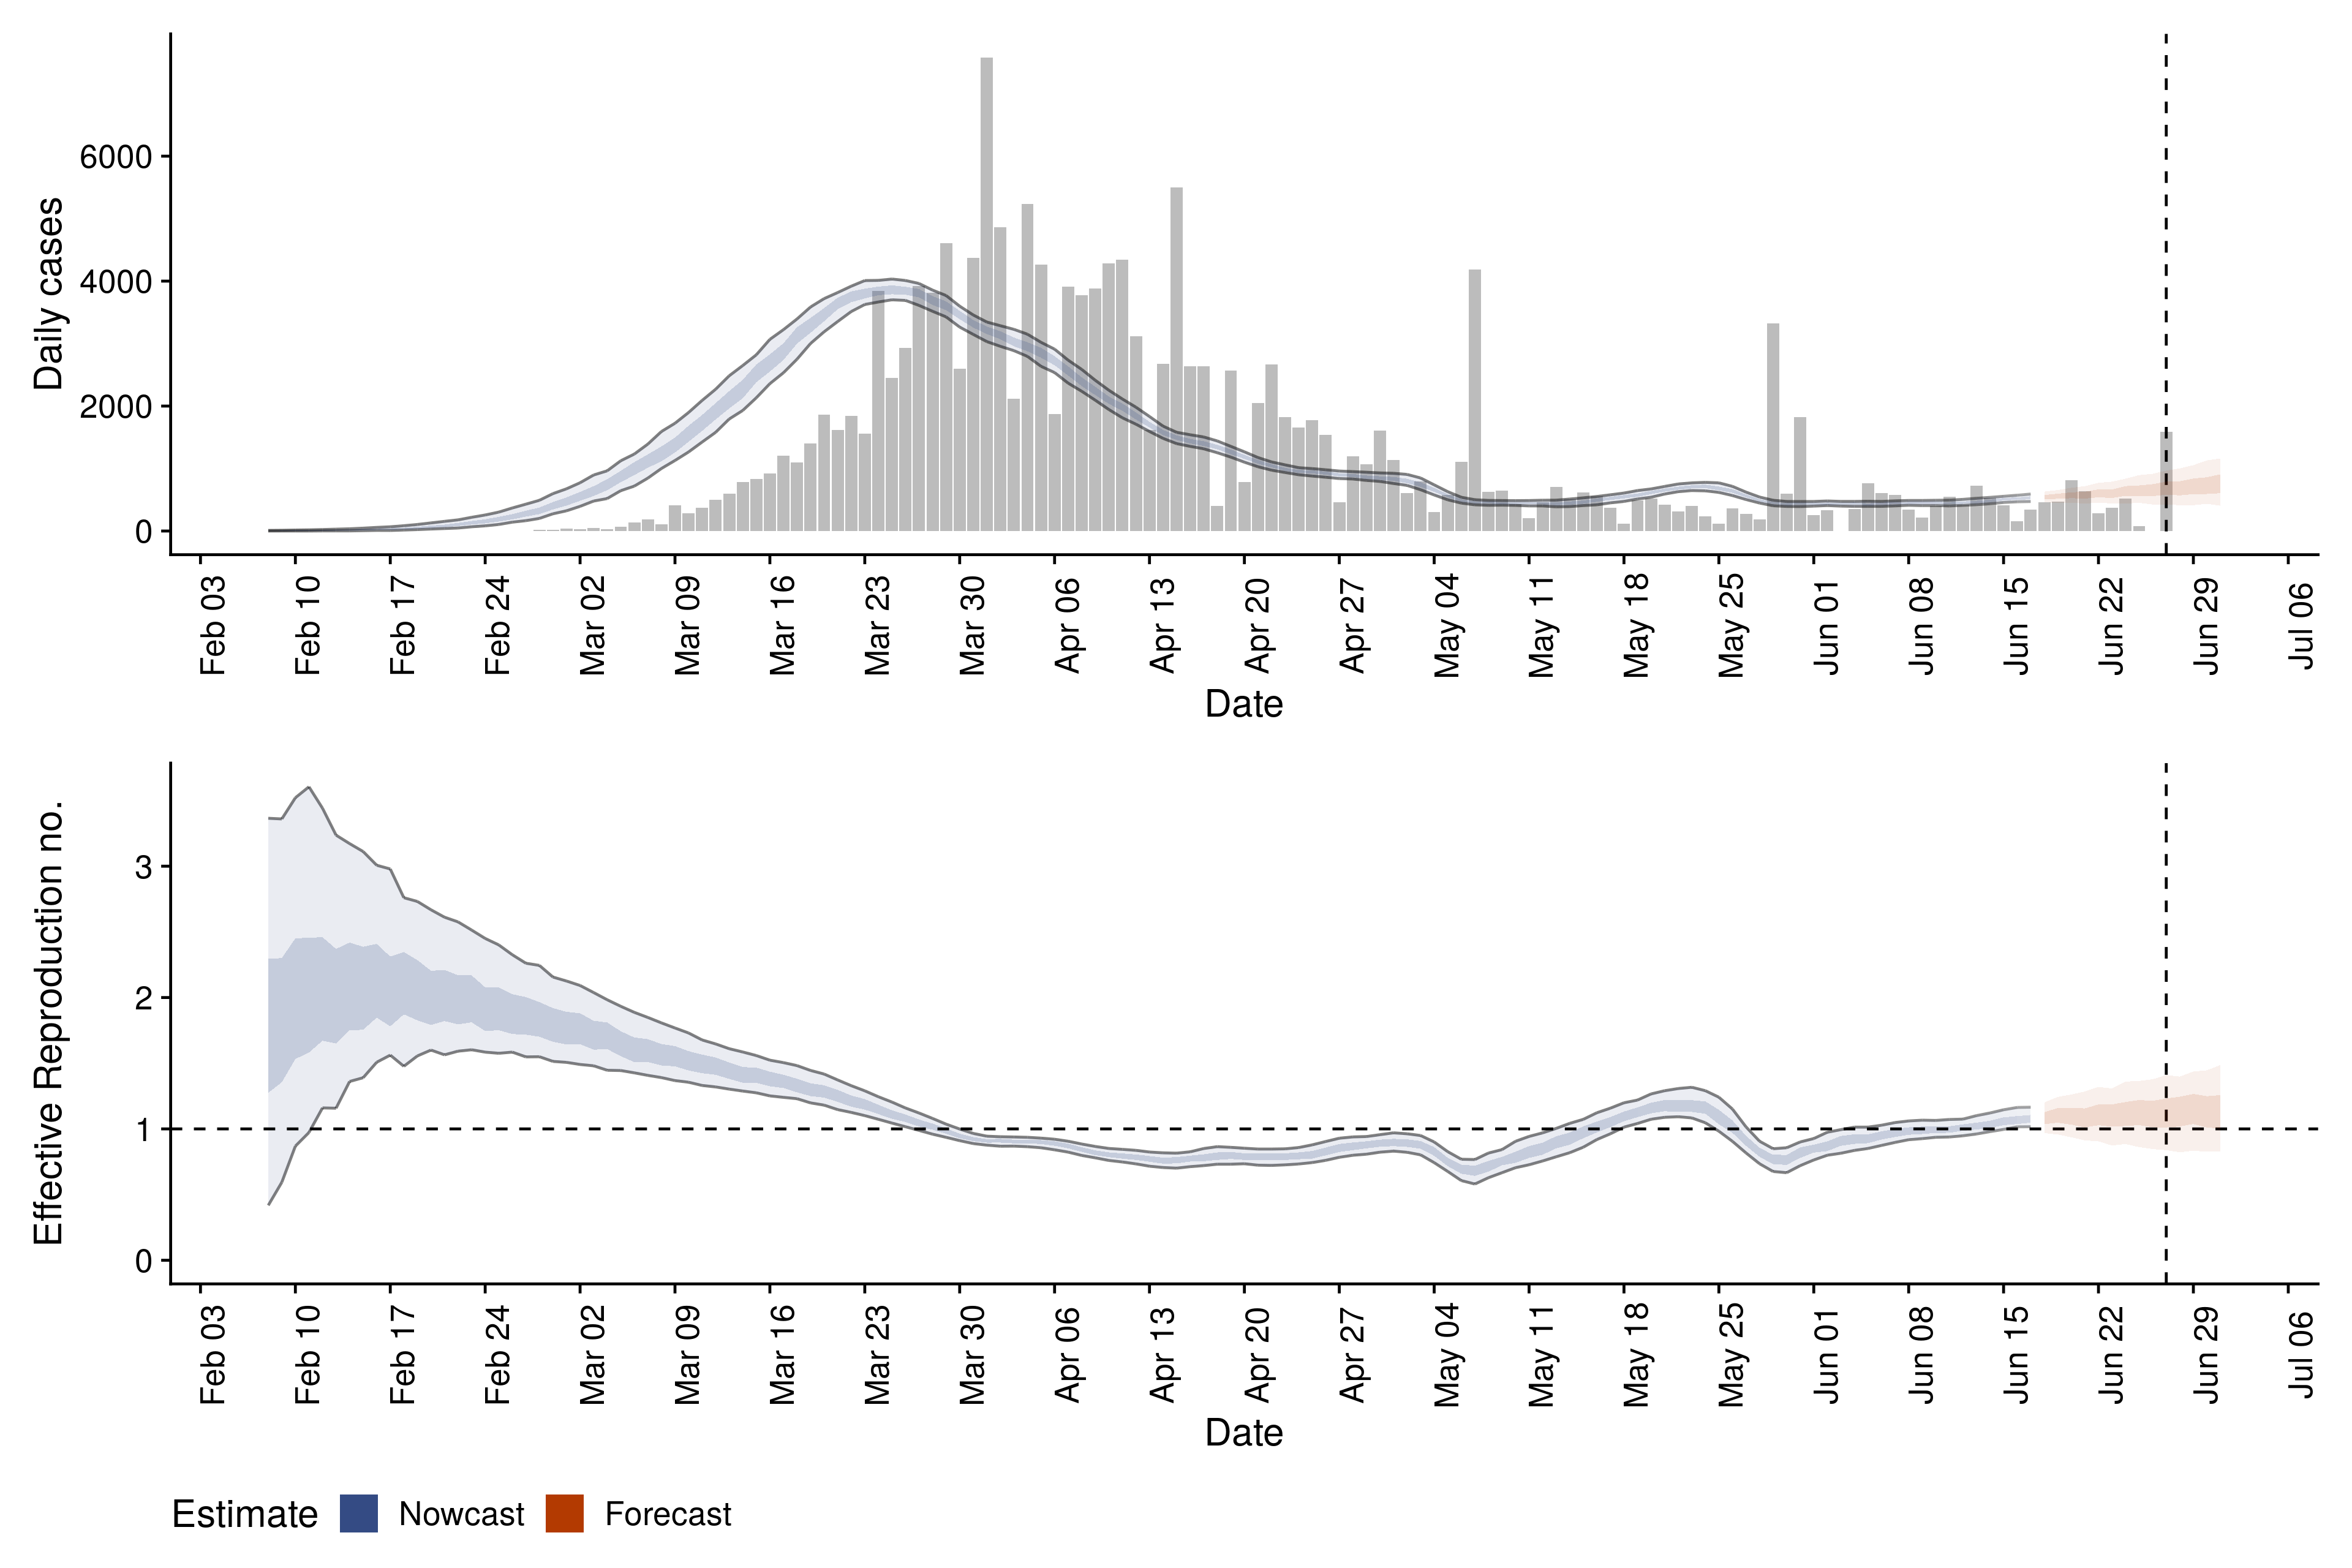 Daily cases
6000
4000
2000
0
Feb 03
Feb 10
Feb 17
Feb 24
Mar 02
Mar 09
Mar 16
Mar 23
Mar 30
Apr 06
Apr 13
Apr 20
Apr 27
May 04
May 11
May 18
May 25
Jun 01
Jun 08
Jun 15
Jun 22
Jun 29
Jul 06
Date
Effective Reproduction no.
3
2
1
0
Feb 03
Feb 10
Feb 17
Feb 24
Mar 02
Mar 09
Mar 16
Mar 23
Mar 30
Apr 06
Apr 13
Apr 20
Apr 27
May 04
May 11
May 18
May 25
Jun 01
Jun 08
Jun 15
Jun 22
Jun 29
Jul 06
Date
Estimate Nowcast Forecast